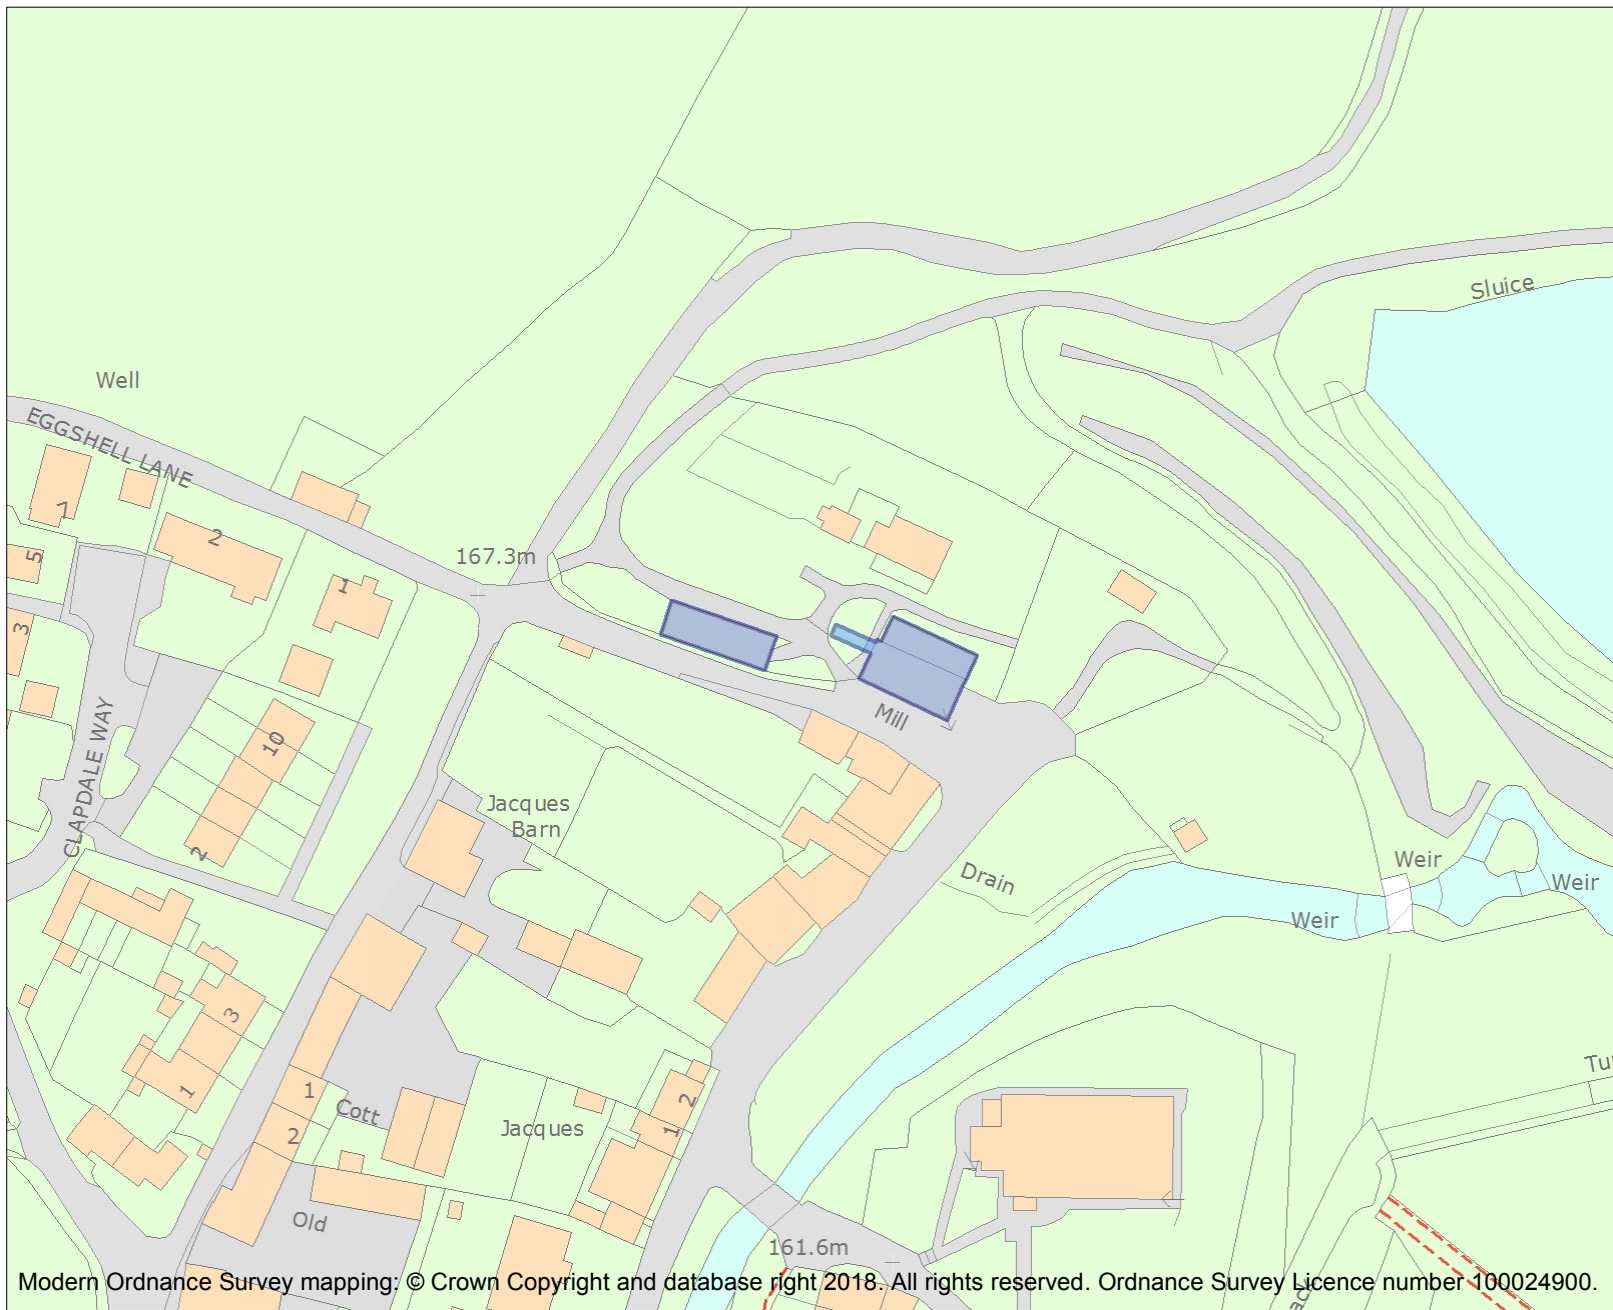 Sluice
Well
EGGSHELL LANE
7
2
167.3m
5
1
3
Mill
10
CLAPDALE WAY
Jacques
Barn
2
Weir
Drain
Weir
Weir
3
1
1
Cott
2
2
Jacques
1
Old
161.6m
Modern Ordnance Survey mapping: © Crown Copyright and database right 2018. All rights reserved. Ordnance Survey Licence number 100024900.